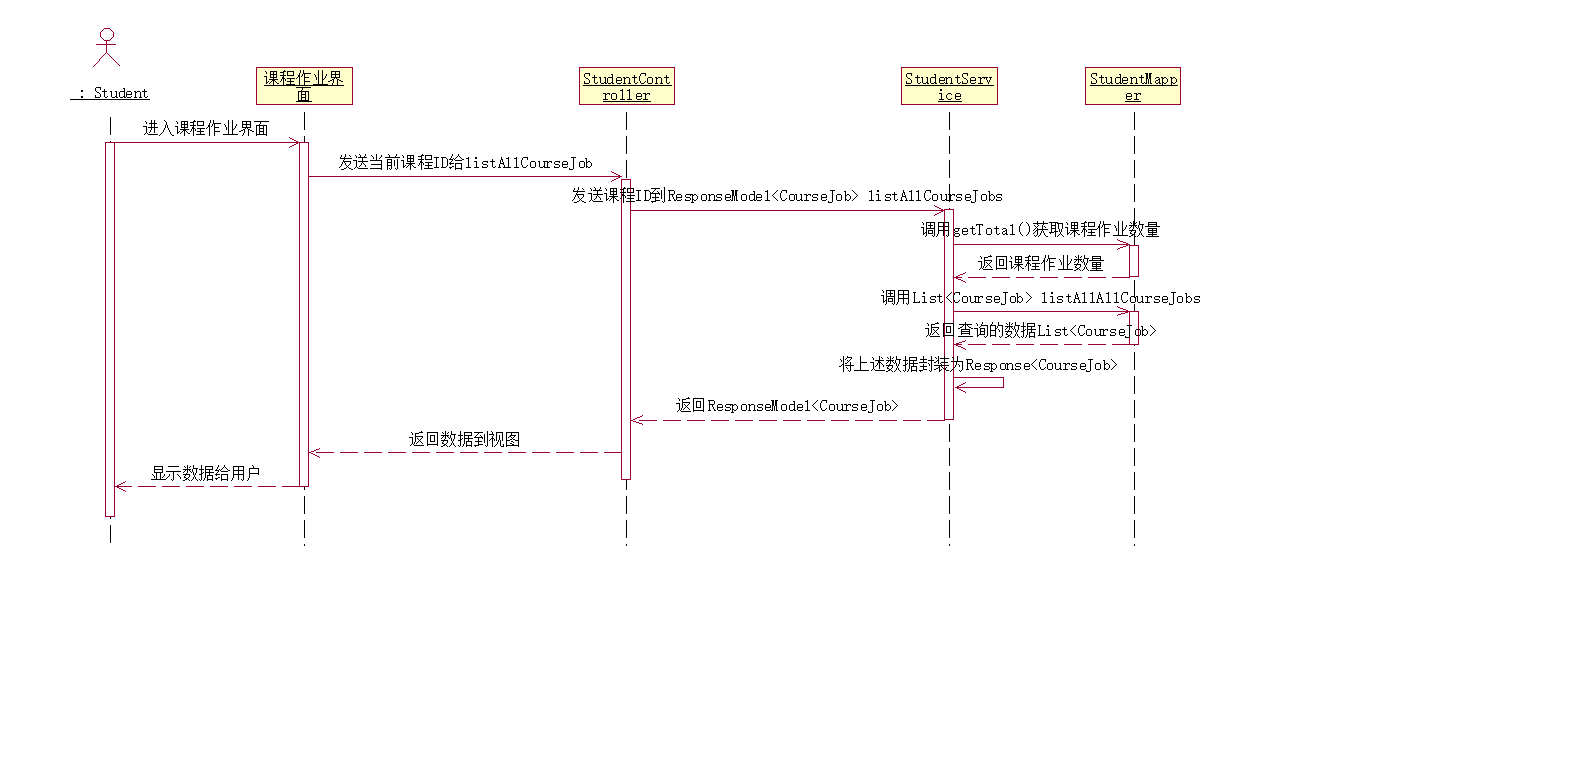 : Student
课程作业界
面
StudentCont
roller
StudentServ
ice
StudentMapp
er
进入课程作业界面
发送当前课程ID给listAllCourseJob
发送课程ID到ResponseModel<CourseJob> listAllCourseJobs
调用getTotal()获取课程作业数量
返回课程作业数量
调用List<CourseJob> listAllAllCourseJobs
返回查询的数据List<CourseJob>
将上述数据封装为Response<CourseJob>
返回ResponseModel<CourseJob>
返回数据到视图
显示数据给用户